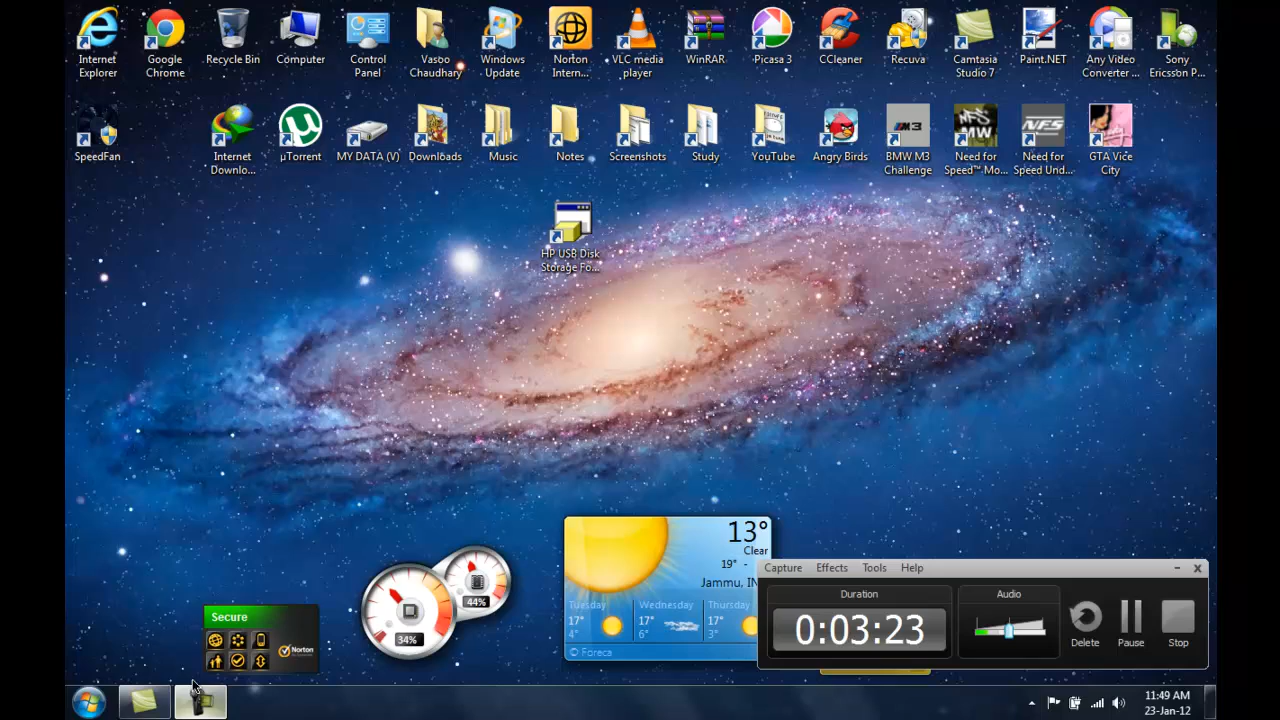 Internet Explorer
Google Chrome
Recycle Bin
Computer
Control Panel
Vasoo Chaudhary
Windows Update
Norton Intern...
VLC media player
WinRAR
Picasa 3
CCleaner
Recuva
Camtasia Studio 7
Paint.NET
Any Video Converter ...
Sony Ericsson P...
SpeedFan
Internet Downlo...
µTorrent
MY DATA (V)
Downloads
Music
Notes
Screenshots
Study
YouTube
Angry Birds
M3
BMW M3 Challenge
NFS MW
Need for Speed™ Mo...
NFS
Need for Speed Und...
GTA Vice City
HP USB Disk Storage Fo...
Secure
Norton
34%
44%
13°
Clear
19° -
Jammu, IN
Tuesday
17°
4°
Wednesday
17°
6°
Thursday
17°
3°
© Foreca
Capture Effects Tools Help
Duration
0:03:23
Audio
Delete
Pause
Stop
11:49 AM
23-Jan-12